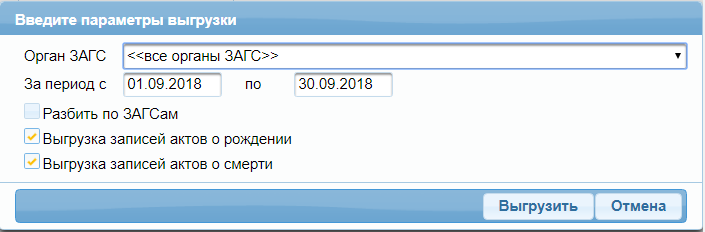 Введите параметры выгрузки
Орган ЗАГС <<все органы ЗАГС>>
За период с 01.09.2018 по 30.09.2018
Разбить по ЗАГСам
Выгрузка записей актов о рождении
Выгрузка записей актов о смерти
Выгрузить Отмена